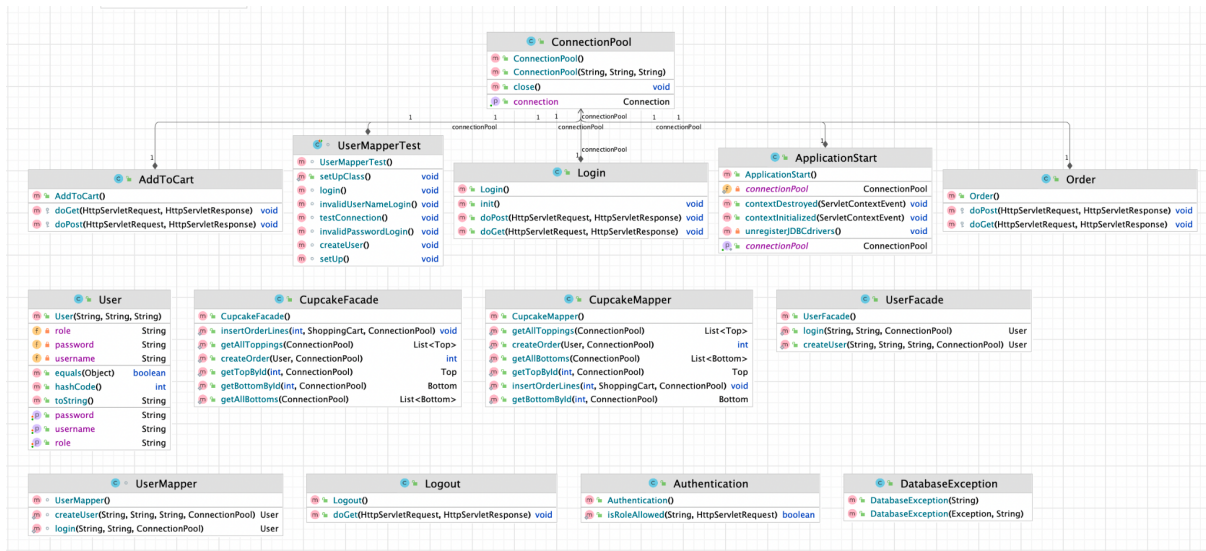 ConnectionPool
ConnectionPool()
ConnectionPool(String, String, String)
close() void
connection Connection
1 1 1 1 connectionPool 1 1
connectionPool connectionPool connectionPool
connectionPool
1 1 1 1
UserMapperTest
UserMapperTest()
setUpClass() void
login() void
invalidUserNameLogin() void
testConnection() void
invalidPasswordLogin() void
createUser() void
setUp() void
AddToCart
AddToCart()
doGet(HttpServletRequest, HttpServletResponse) void
doPost(HttpServletRequest, HttpServletResponse) void
Login
Login()
init() void
doPost(HttpServletRequest, HttpServletResponse) void
doGet(HttpServletRequest, HttpServletResponse) void
ApplicationStart
ApplicationStart()
connectionPool ConnectionPool
contextDestroyed(ServletContextEvent) void
contextInitialized(ServletContextEvent) void
unregisterJDBCdrivers() void
connectionPool ConnectionPool
Order
Order()
doPost(HttpServletRequest, HttpServletResponse) void
doGet(HttpServletRequest, HttpServletResponse) void
User
User(String, String, String)
role String
password String
username String
equals(Object) boolean
hashCode() int
toString() String
password String
username String
role String
CupcakeFacade
CupcakeFacade()
insertOrderLines(int, ShoppingCart, ConnectionPool) void
getAllToppings(ConnectionPool) List<Top>
createOrder(User, ConnectionPool) int
getTopById(int, ConnectionPool) Top
getBottomById(int, ConnectionPool) Bottom
getAllBottoms(ConnectionPool) List<Bottom>
CupcakeMapper
CupcakeMapper()
getAllToppings(ConnectionPool) List<Top>
createOrder(User, ConnectionPool) int
getAllBottoms(ConnectionPool) List<Bottom>
getTopById(int, ConnectionPool) Top
insertOrderLines(int, ShoppingCart, ConnectionPool) void
getBottomById(int, ConnectionPool) Bottom
UserFacade
UserFacade()
login(String, String, ConnectionPool) User
createUser(String, String, String, ConnectionPool) User
UserMapper
UserMapper()
createUser(String, String, String, ConnectionPool) User
login(String, String, ConnectionPool) User
Logout
Logout()
doGet(HttpServletRequest, HttpServletResponse) void
Authentication
Authentication()
isRoleAllowed(String, HttpServletRequest) boolean
DatabaseException
DatabaseException(String)
DatabaseException(Exception, String)